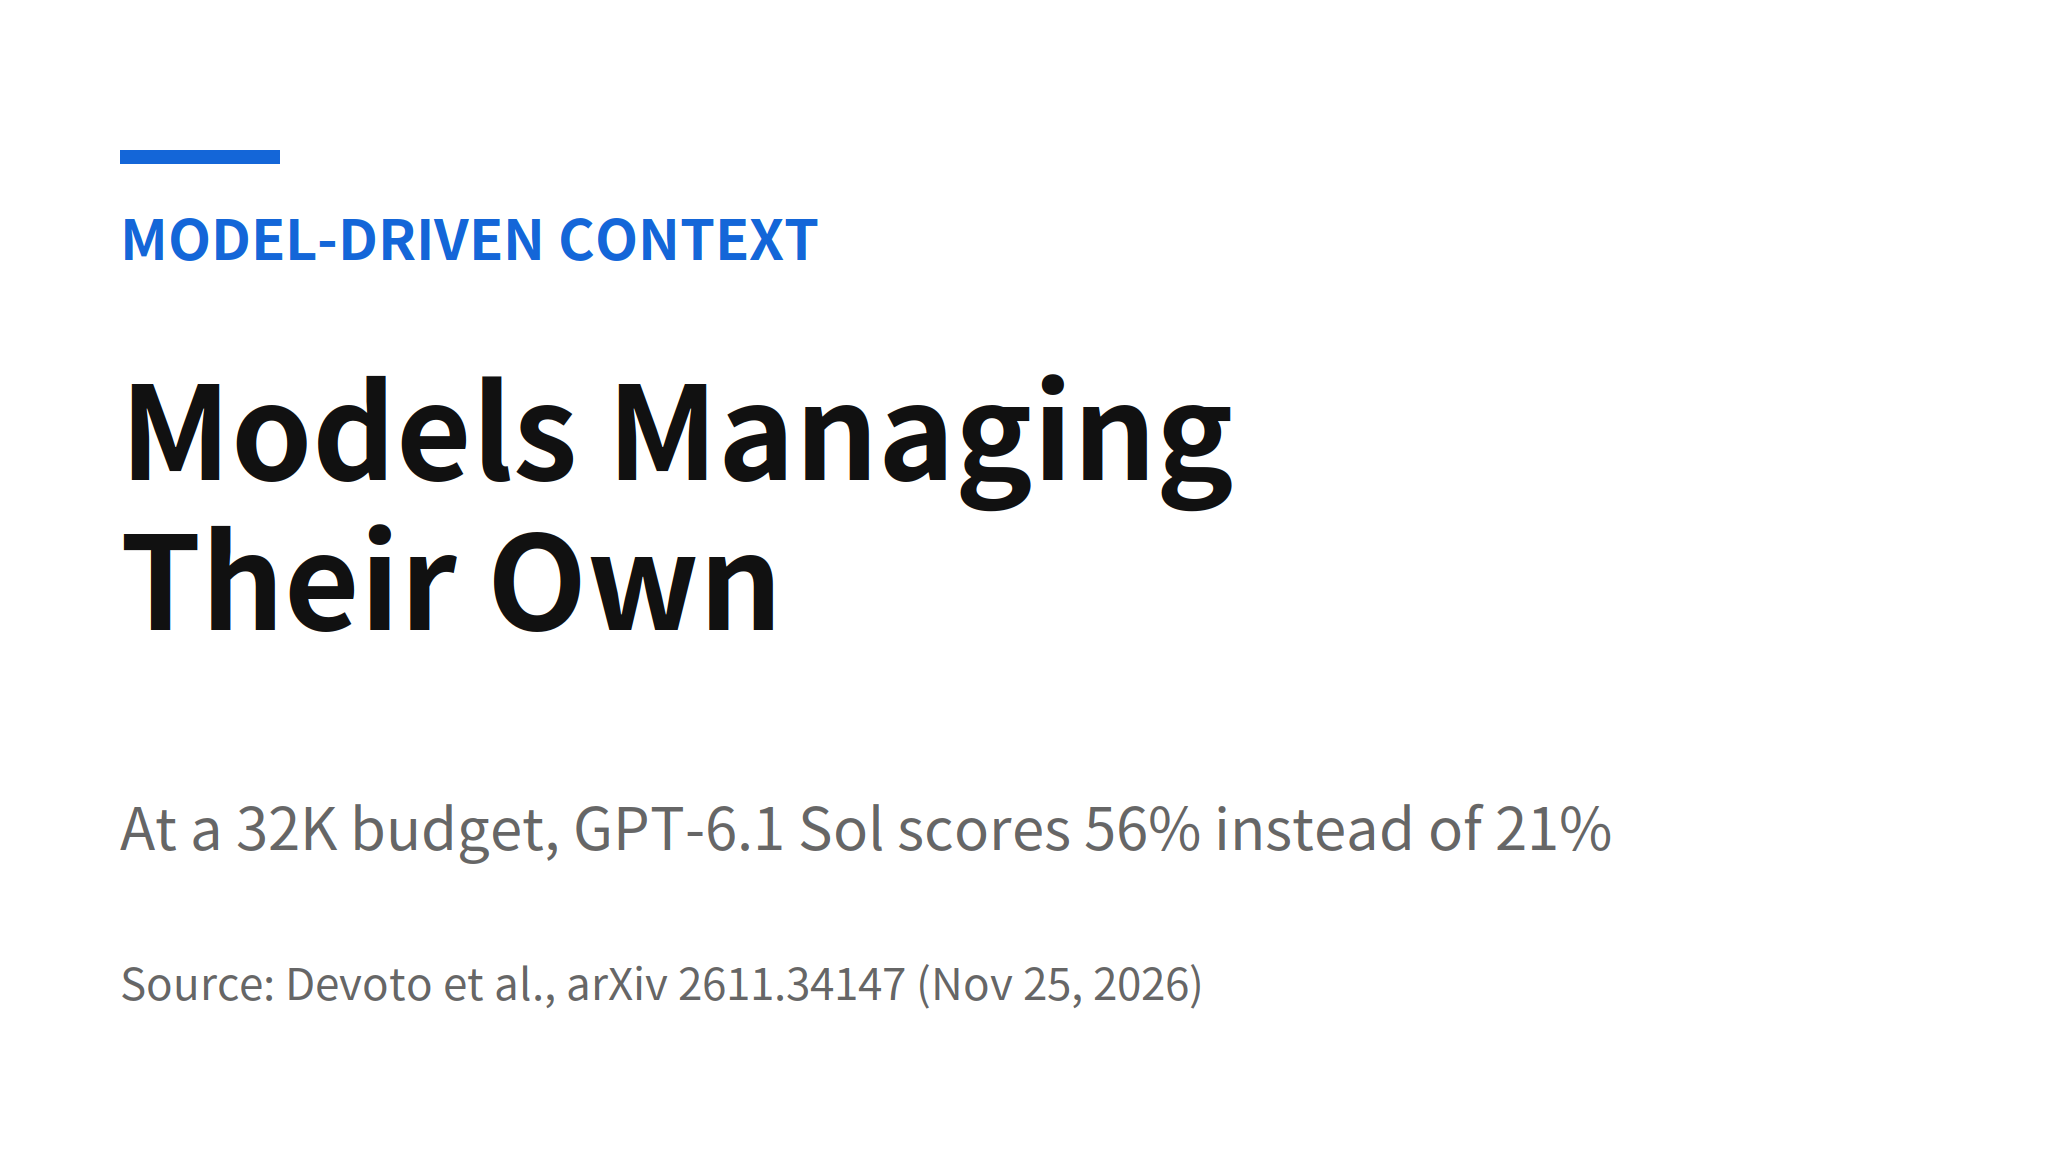 MODEL-DRIVEN CONTEXT
Models Managing
Their Own
At a 32K budget, GPT-6.1 Sol scores 56% instead of 21%
Source: Devoto et al., arXiv 2611.34147 (Nov 25, 2026)